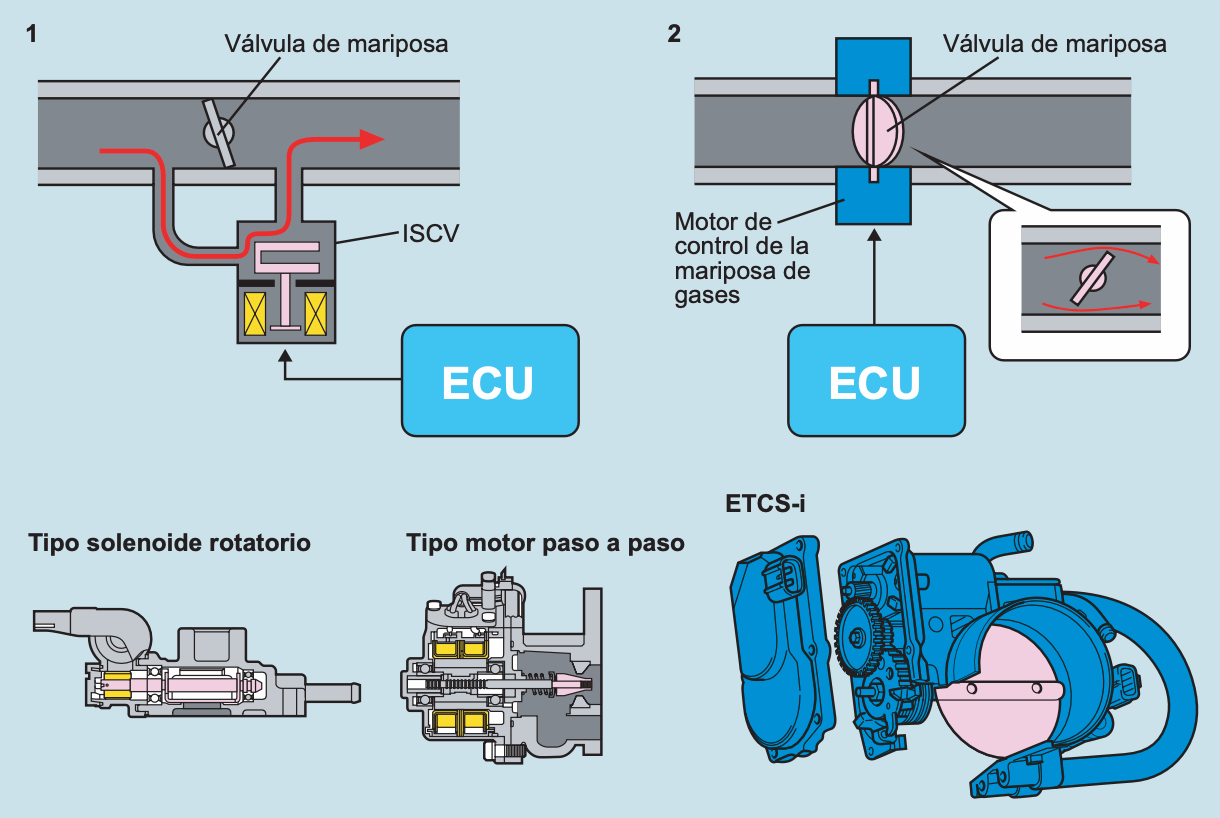 1
Válvula de mariposa
ISCV
ECU
2
Válvula de mariposa
Motor de
control de la
mariposa de
gases
ECU
Tipo solenoide rotatorio
Tipo motor paso a paso
ETCS-i